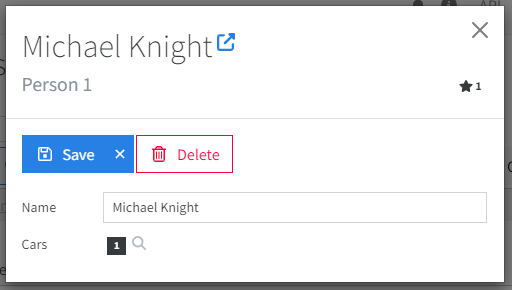 Michael Knight
Person 1
1
Save
Delete
Name
Michael Knight
Cars
1